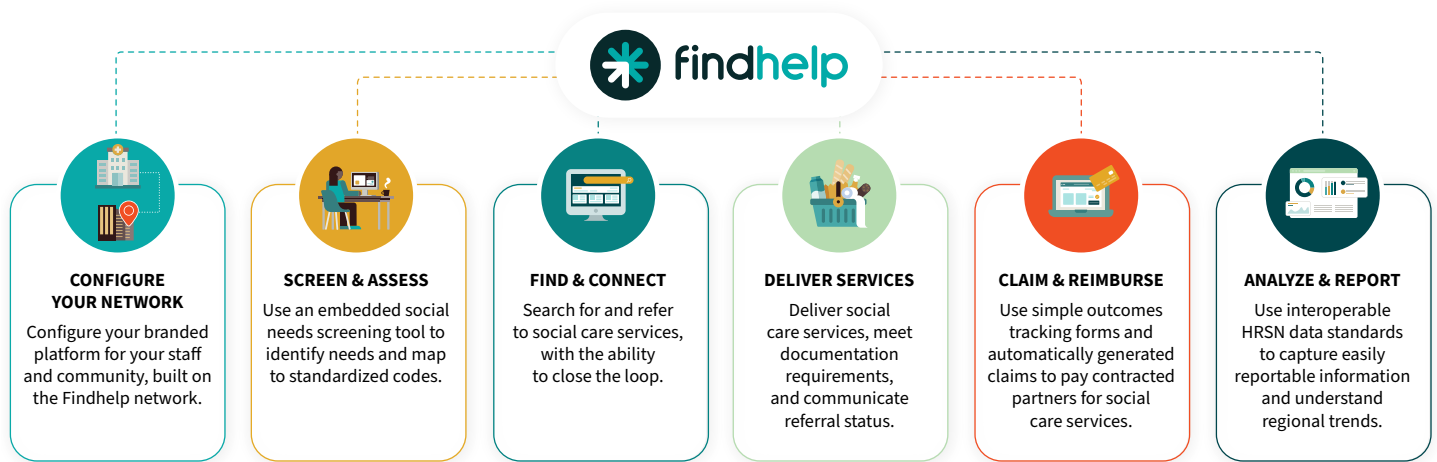 findhelp
CONFIGURE
YOUR NETWORK
Configure your branded
platform for your staff
and community, built on
the Findhelp network.
SCREEN & ASSESS
Use an embedded social
needs screening tool to
identify needs and map
to standardized codes.
FIND & CONNECT
Search for and refer
to social care services,
with the ability
to close the loop.
DELIVER SERVICES
Deliver social
care services, meet
documentation
requirements,
and communicate
referral status.
CLAIM & REIMBURSE
Use simple outcomes
tracking forms and
automatically generated
claims to pay contracted
partners for social
care services.
ANALYZE & REPORT
Use interoperable
HRSN data standards
to capture easily
reportable information
and understand
regional trends.